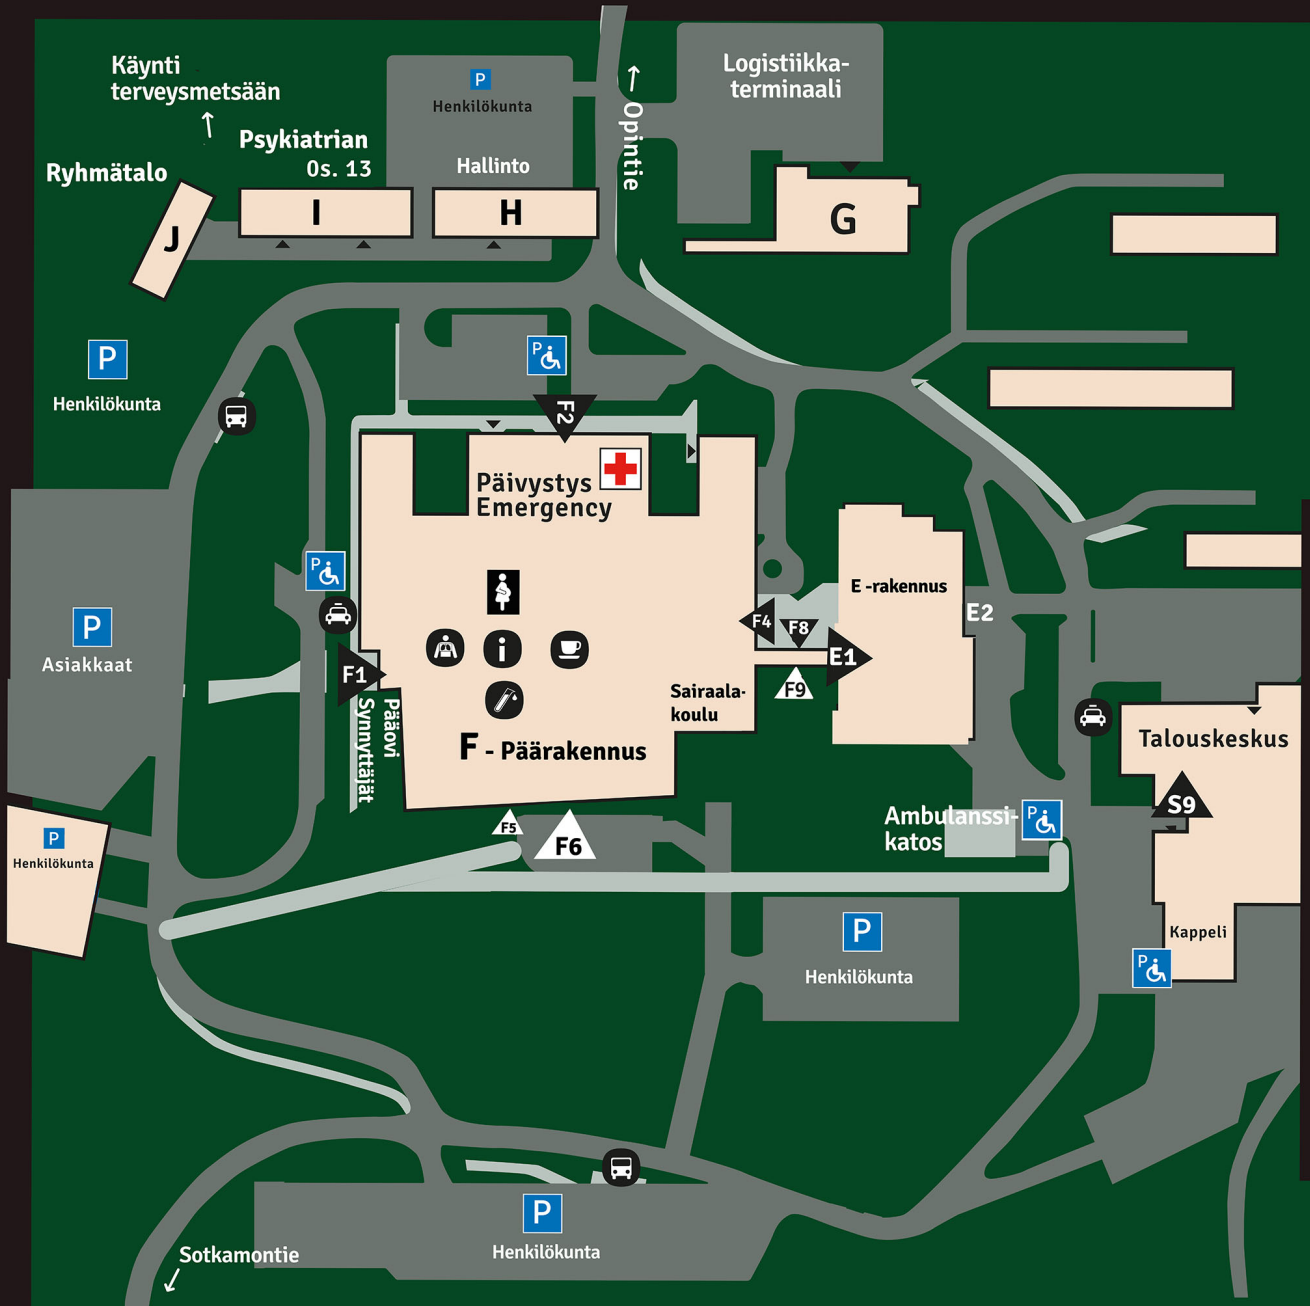 Käynti
terveysmetsään
Psykiatrian
Os. 13
Ryhmätalo
J
I
P
Henkilökunta
Hallinto
H
Opintie
Logistiikka-
terminaali
G
P
Henkilökunta
P
F2
Päivystys
Emergency
P
P
Asiakkaat
i
F1
Pääovi
Synnyttäjät
F - Päärakennus
Sairaala-
koulu
F4
F8
F9
E1
E -rakennus
E2
Talouskeskus
S9
Kappeli
P
Ambulanssi-
katos
P
F5
F6
P
Henkilökunta
P
Henkilökunta
P
Henkilökunta
Sotkamontie